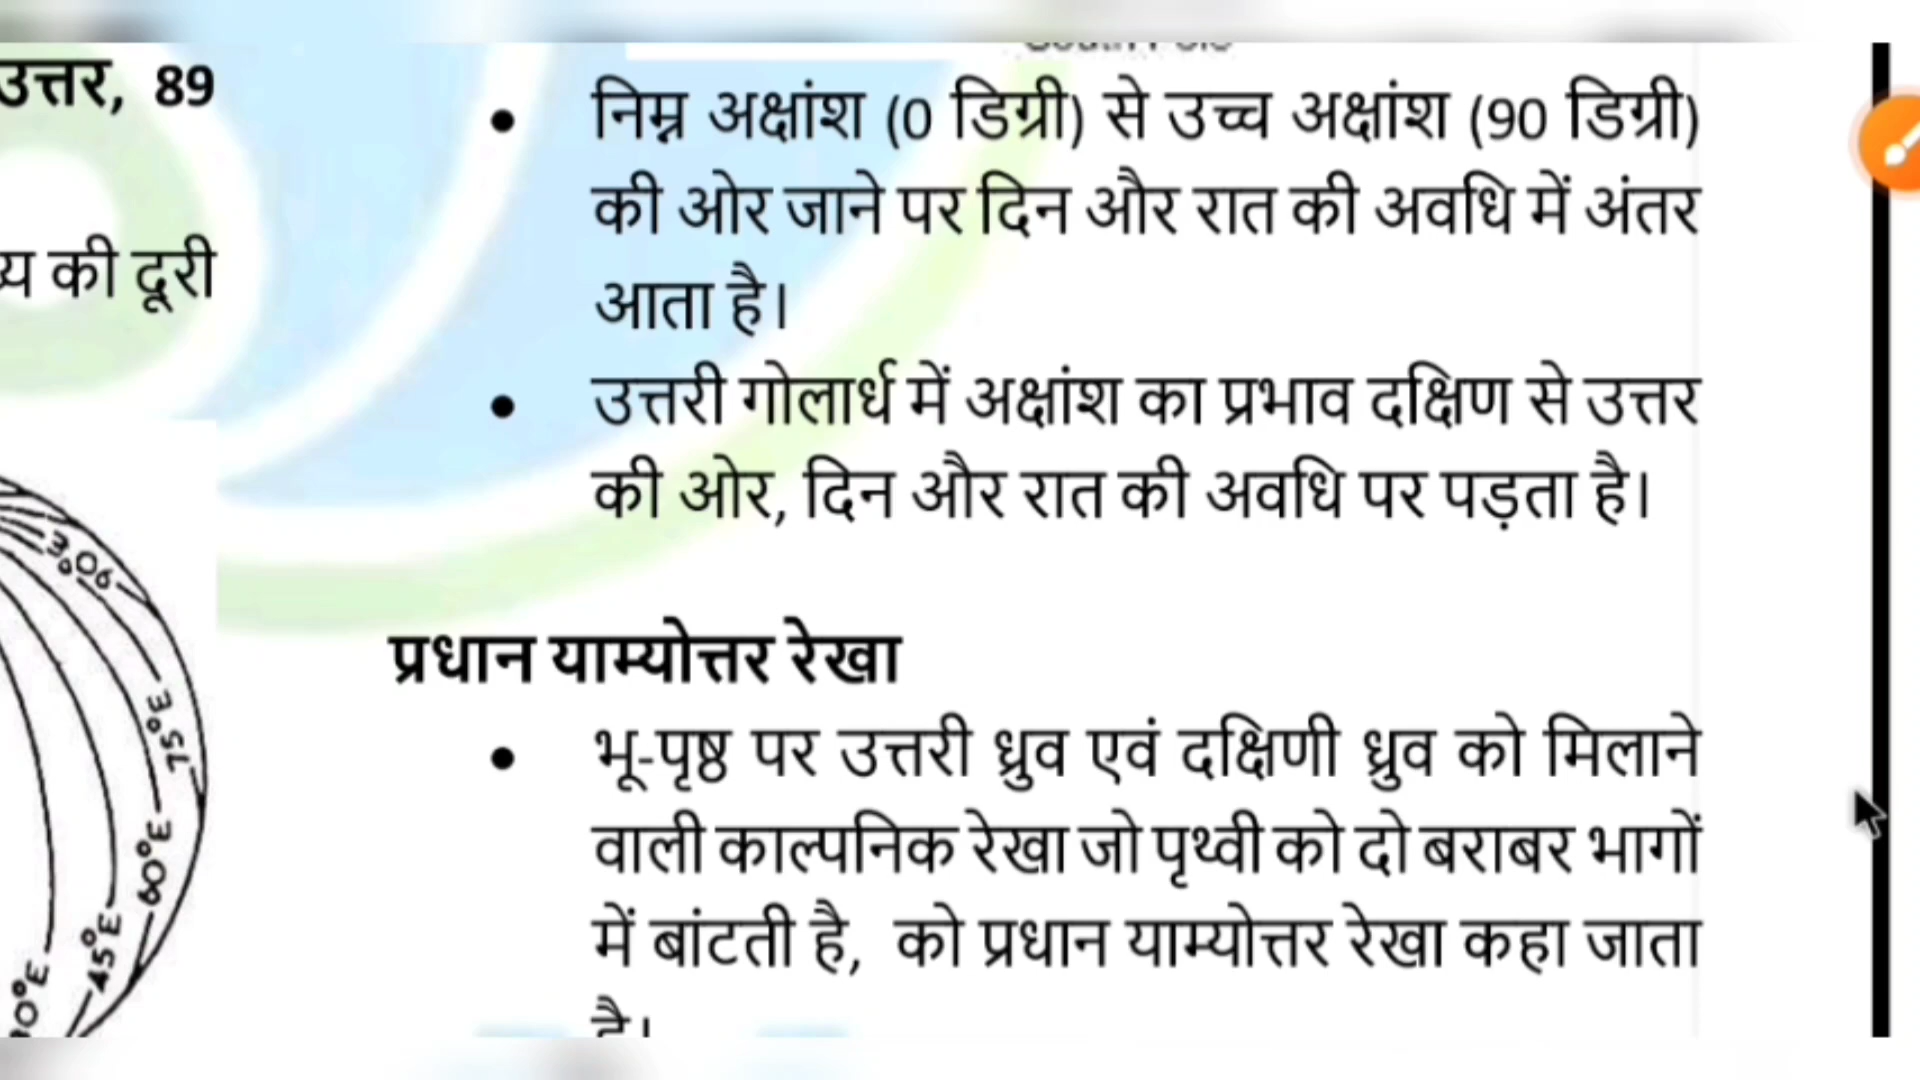 उत्तर, 89
की दूरी
• निम्न अक्षांश (0 डिग्री) से उच्च अक्षांश (90 डिग्री)
की ओर जाने पर दिन और रात की अवधि में अंतर
आता है।
• उत्तरी गोलार्ध में अक्षांश का प्रभाव दक्षिण से उत्तर
की ओर, दिन और रात की अवधि पर पड़ता है।
प्रधान याम्योत्तर रेखा
• भू-पृष्ठ पर उत्तरी ध्रुव एवं दक्षिणी ध्रुव को मिलाने
वाली काल्पनिक रेखा जो पृथ्वी को दो बराबर भागों
में बांटती है, को प्रधान याम्योत्तर रेखा कहा जाता
है।
90°E
75°E
60°E
45°E